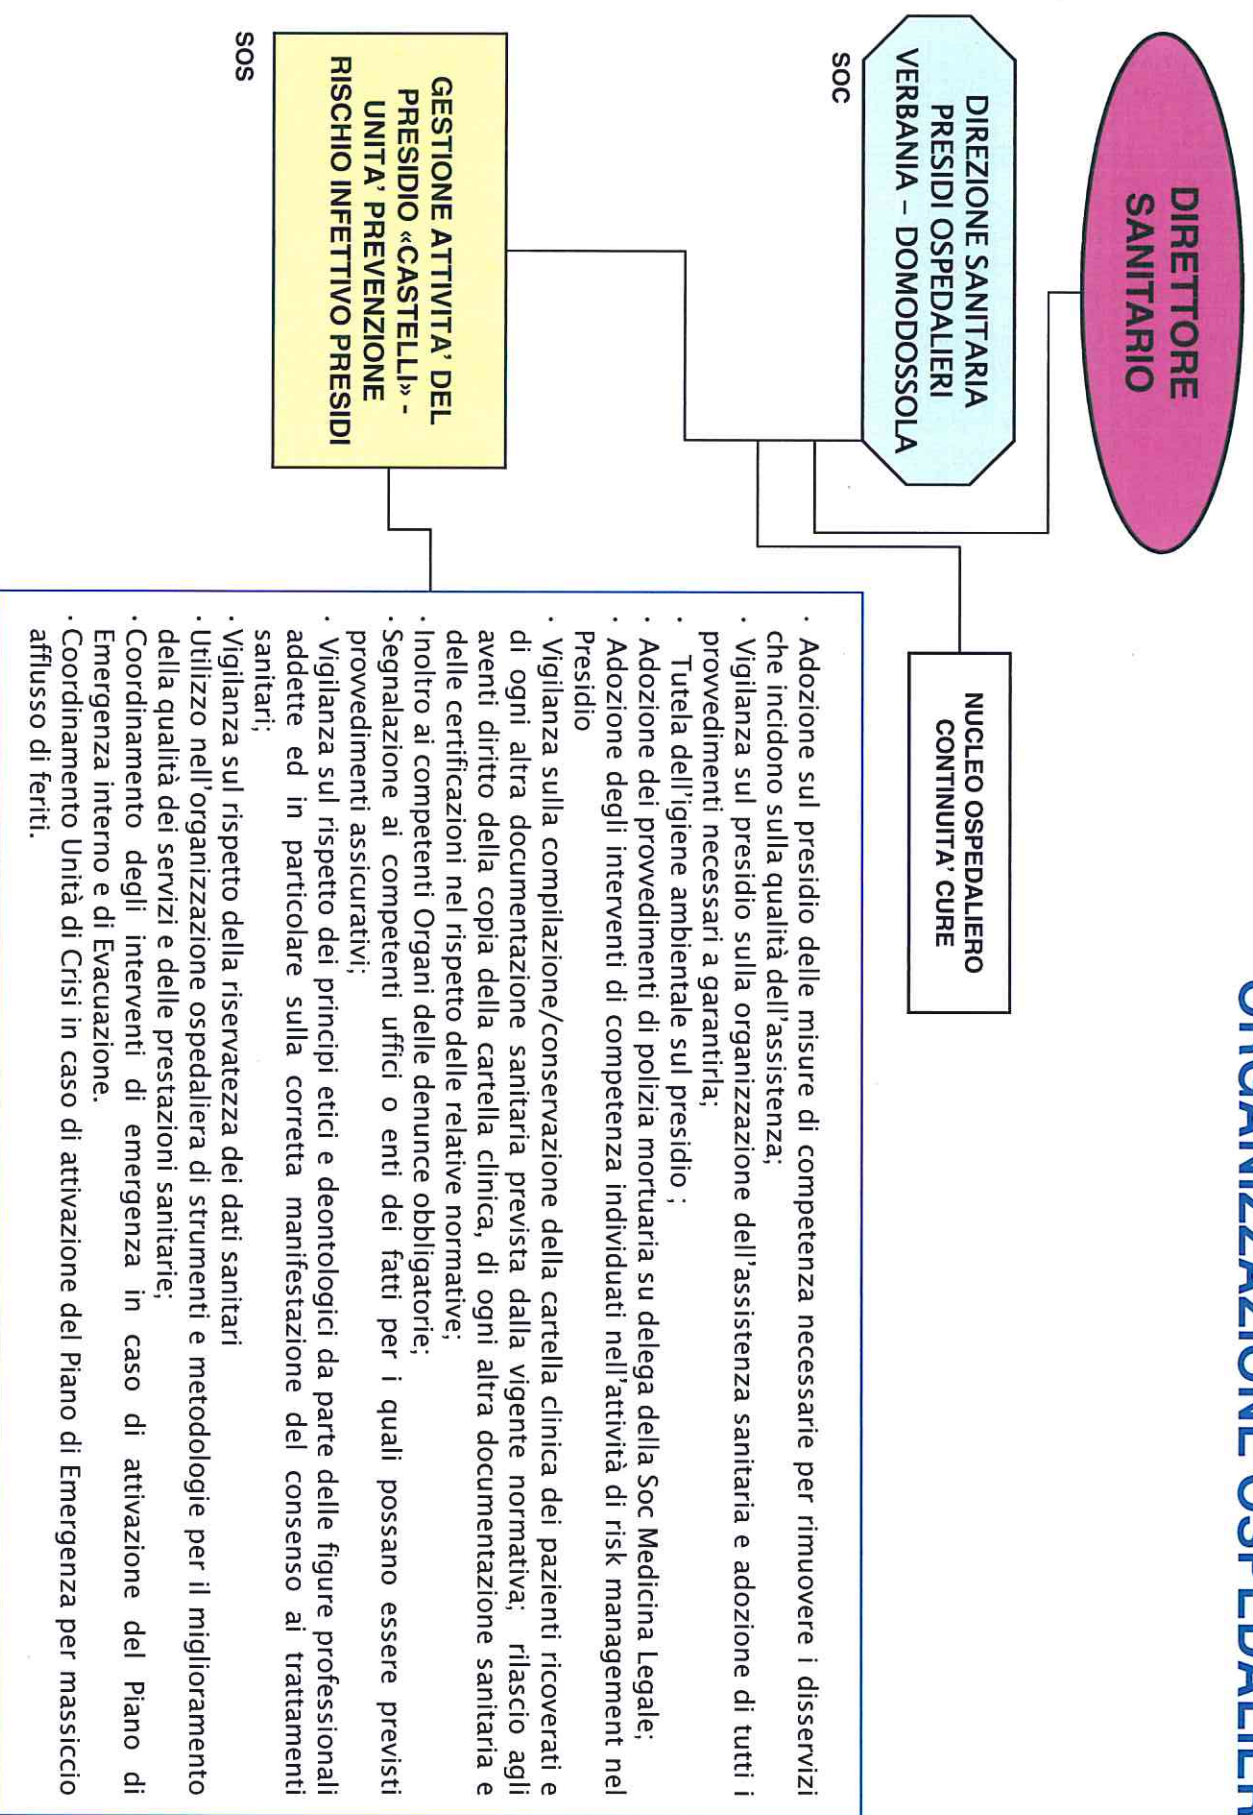 ORGANIZZAZIONE OSPEDALIER
DIRETTORE
SANITARIO
DIREZIONE SANITARIA
PRESIDI OSPEDALIERI
VERBANIA – DOMODOSSOLA
SOC
NUCLEO OSPEDALIERO
CONTINUITA' CURE
GESTIONE ATTIVITA' DEL
PRESIDIO «CASTELLI» -
UNITA' PREVENZIONE
RISCHIO INFETTIVO PRESIDI
SOS
· Adozione sul presidio delle misure di competenza necessarie per rimuovere i disservizi
che incidono sulla qualità dell'assistenza;
· Vigilanza sul presidio sulla organizzazione dell'assistenza sanitaria e adozione di tutti i
provvedimenti necessari a garantirla;
· Tutela dell'igiene ambientale sul presidio ;
· Adozione dei provvedimenti di polizia mortuaria su delega della Soc Medicina Legale;
· Adozione degli interventi di competenza individuati nell'attività di risk management nel
Presidio
· Vigilanza sulla compilazione/conservazione della cartella clinica dei pazienti ricoverati e
di ogni altra documentazione sanitaria prevista dalla vigente normativa; rilascio agli
aventi diritto della copia della cartella clinica, di ogni altra documentazione sanitaria e
delle certificazioni nel rispetto delle relative normative;
· Inoltro ai competenti Organi delle denunce obbligatorie;
· Segnalazione ai competenti uffici o enti dei fatti per i quali possano essere previsti
provvedimenti assicurativi;
· Vigilanza sul rispetto dei principi etici e deontologici da parte delle figure professionali
addette ed in particolare sulla corretta manifestazione del consenso ai trattamenti
sanitari;
· Vigilanza sul rispetto della riservatezza dei dati sanitari
· Utilizzo nell'organizzazione ospedaliera di strumenti e metodologie per il miglioramento
della qualità dei servizi e delle prestazioni sanitarie;
· Coordinamento degli interventi di emergenza in caso di attivazione del Piano di
Emergenza interno e di Evacuazione.
· Coordinamento Unità di Crisi in caso di attivazione del Piano di Emergenza per massiccio
afflusso di feriti.